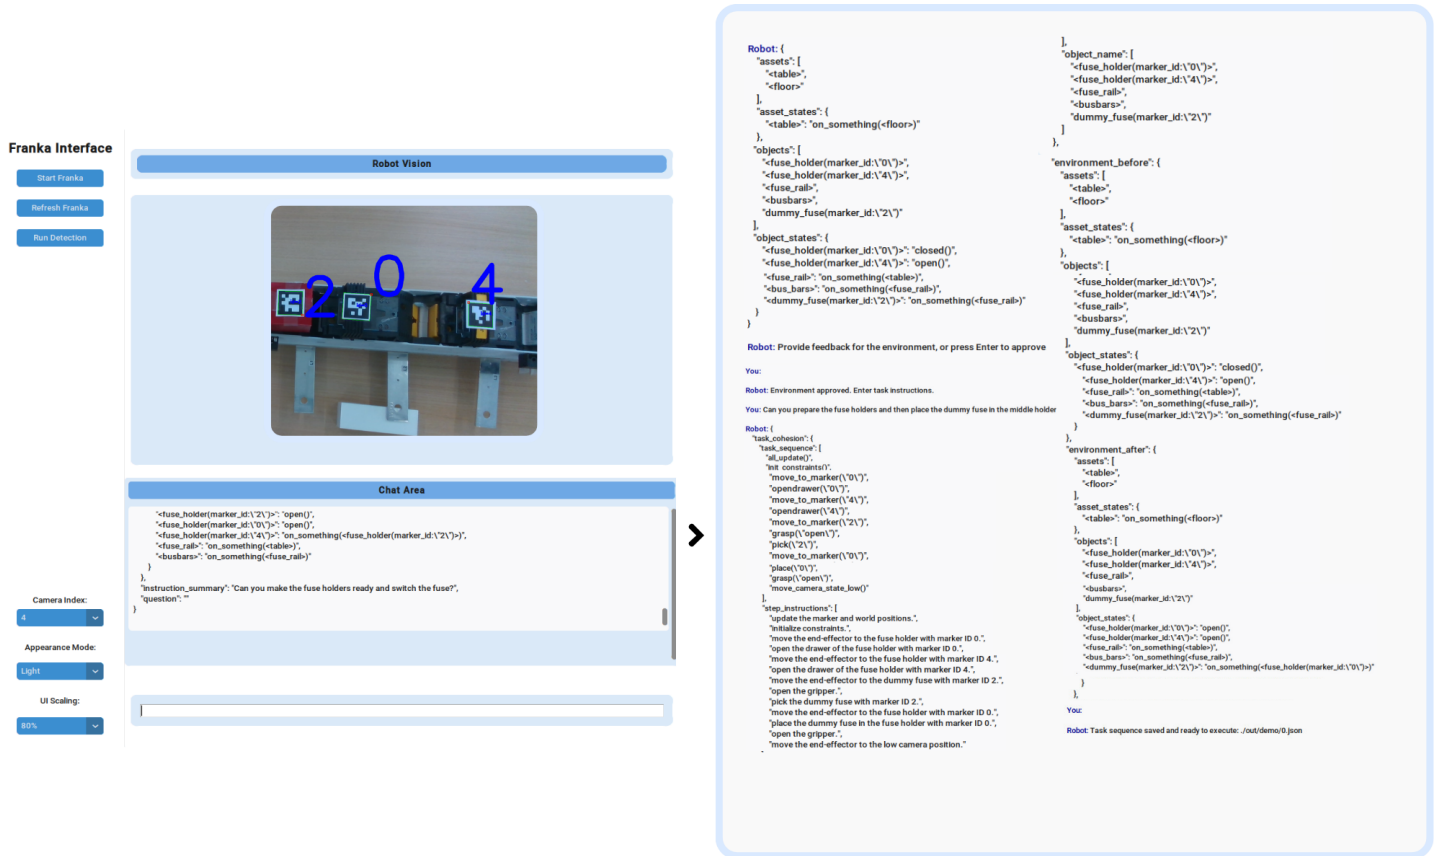 Franka Interface
Start Franka
Refresh Franka
Run Detection
Camera Index:
4
Appearance Mode:
Light
UI Scaling:
80%
Robot Vision
2
0
4
Chat Area
"<fuse_holder(marker_id:\"2\")>": "open()",
"<fuse_holder(marker_id:\"0\")>": "open()",
"<fuse_holder(marker_id:\"4\")>": "on_something(<fuse_holder(marker_id:\"2\")>)",
"<fuse_rail>": "on_something(<table>)",
"<busbars>": "on_something(<fuse_rail>)"
}
},
"instruction_summary": "Can you make the fuse holders ready and switch the fuse?",
"question": ""
}
Robot: {
"assets": [
"<table>",
"<floor>"
],
"asset_states": {
"<table>": "on_something(<floor>)"
},
"objects": [
"<fuse_holder(marker_id:\"0\")>",
"<fuse_holder(marker_id:\"4\")>",
"<fuse_rail>",
"<busbars>",
"dummy_fuse(marker_id:\"2\")"
],
"object_states": {
"<fuse_holder(marker_id:\"0\")>": "closed()",
"<fuse_holder(marker_id:\"4\")>": "open()",
"<fuse_rail>": "on_something(<table>)",
"<bus_bars>": "on_something(<fuse_rail>)",
"<dummy_fuse(marker_id:\"2\")>": "on_something(<fuse_rail>)"
}
}
Robot: Provide feedback for the environment, or press Enter to approve
You:
Robot: Environment approved. Enter task instructions.
You: Can you prepare the fuse holders and then place the dummy fuse in the middle holder
Robot: {
"task_cohesion": {
"task_sequence": [
"all_update()",
"init_constraints()",
"move_to_marker(\"0\")",
"opendrawer(\"0\")",
"move_to_marker(\"4\")",
"opendrawer(\"4\")",
"move_to_marker(\"2\")",
"grasp(\"open\")",
"pick(\"2\")",
"move_to_marker(\"0\")",
"place(\"0\")",
"grasp(\"open\")",
"move_camera_state_low()"
],
"step_instructions": [
"update the marker and world positions.",
"initialize constraints.",
"move the end-effector to the fuse holder with marker ID 0.",
"open the drawer of the fuse holder with marker ID 0.",
"move the end-effector to the fuse holder with marker ID 4.",
"open the drawer of the fuse holder with marker ID 4.",
"move the end-effector to the dummy fuse with marker ID 2.",
"open the gripper.",
"pick the dummy fuse with marker ID 2.",
"move the end-effector to the fuse holder with marker ID 0.",
"place the dummy fuse in the fuse holder with marker ID 0.",
"open the gripper.",
"move the end-effector to the low camera position."
],
"object_name": [
"<fuse_holder(marker_id:\"0\")>",
"<fuse_holder(marker_id:\"4\")>",
"<fuse_rail>",
"<busbars>",
"dummy_fuse(marker_id:\"2\")"
]
},
"environment_before": {
"assets": [
"<table>",
"<floor>"
],
"asset_states": {
"<table>": "on_something(<floor>)"
},
"objects": [
"<fuse_holder(marker_id:\"0\")>",
"<fuse_holder(marker_id:\"4\")>",
"<fuse_rail>",
"<busbars>",
"dummy_fuse(marker_id:\"2\")"
],
"object_states": {
"<fuse_holder(marker_id:\"0\")>": "closed()",
"<fuse_holder(marker_id:\"4\")>": "open()",
"<fuse_rail>": "on_something(<table>)",
"<bus_bars>": "on_something(<fuse_rail>)",
"<dummy_fuse(marker_id:\"2\")>": "on_something(<fuse_rail>)"
}
},
"environment_after": {
"assets": [
"<table>",
"<floor>"
],
"asset_states": {
"<table>": "on_something(<floor>)"
},
"objects": [
"<fuse_holder(marker_id:\"0\")>",
"<fuse_holder(marker_id:\"4\")>",
"<fuse_rail>",
"<busbars>",
"dummy_fuse(marker_id:\"2\")"
],
"object_states": {
"<fuse_holder(marker_id:\"0\")>": "open()",
"<fuse_holder(marker_id:\"4\")>": "open()",
"<fuse_rail>": "on_something(<table>)",
"<bus_bars>": "on_something(<fuse_rail>)",
"<dummy_fuse(marker_id:\"2\")>": "on_something(<fuse_holder(marker_id:\"0\")>)"
}
},
You:
Robot: Task sequence saved and ready to execute: ./out/demo/0.json